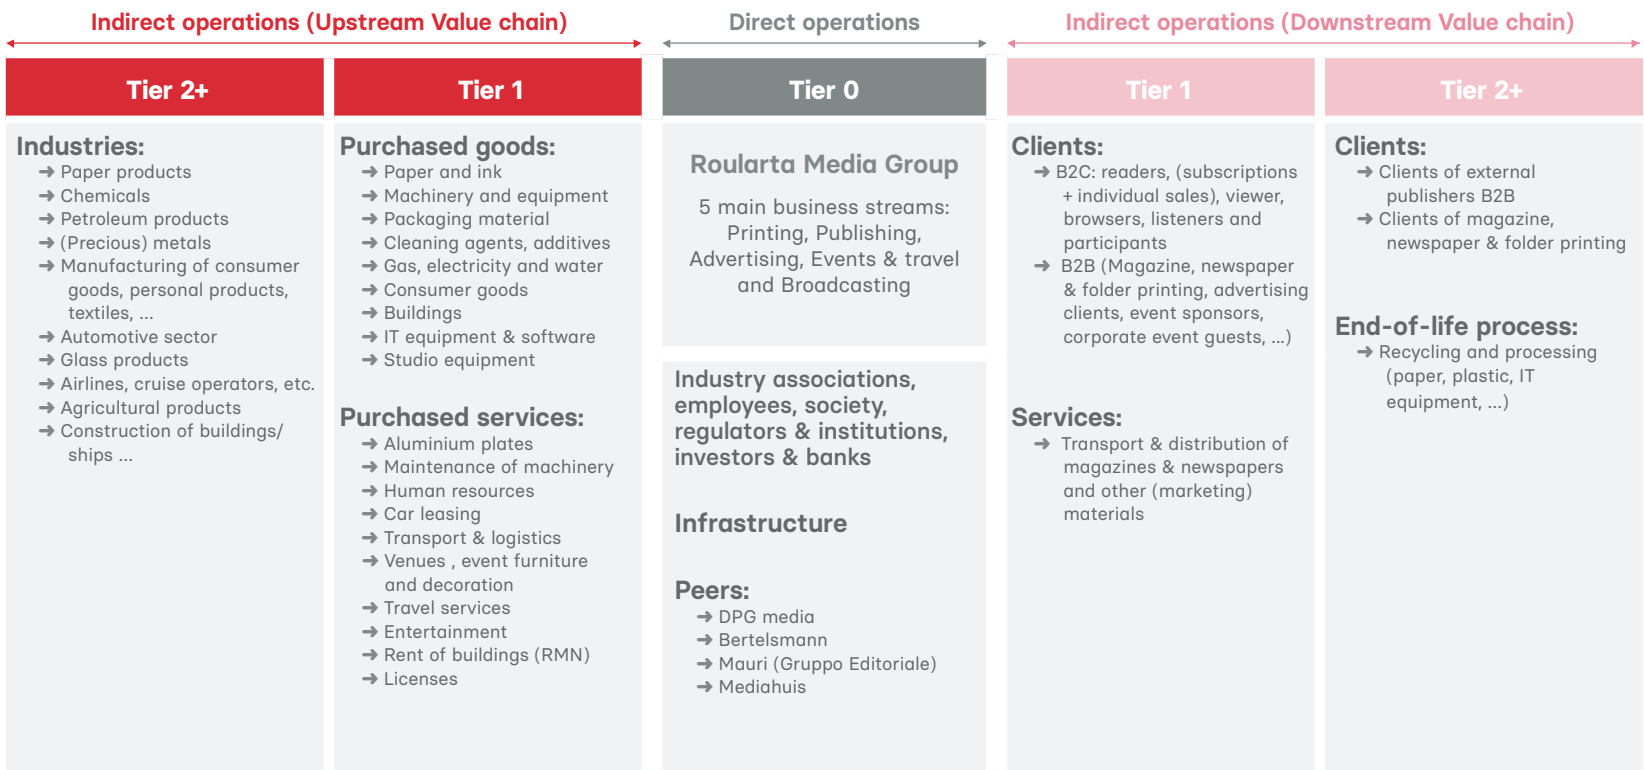 Indirect operations (Upstream Value chain)
Direct operations
Indirect operations (Downstream Value chain)
Tier 2+
Tier 1
Tier 0
Tier 1
Tier 2+
Industries:
➜ Paper products
➜ Chemicals
➜ Petroleum products
➜ (Precious) metals
➜ Manufacturing of consumer
goods, personal products,
textiles, ...
➜ Automotive sector
➜ Glass products
➜ Airlines, cruise operators, etc.
➜ Agricultural products
➜ Construction of buildings/
ships ...
Purchased goods:
➜ Paper and ink
➜ Machinery and equipment
➜ Packaging material
➜ Cleaning agents, additives
➜ Gas, electricity and water
➜ Consumer goods
➜ Buildings
➜ IT equipment & software
➜ Studio equipment
Purchased services:
➜ Aluminium plates
➜ Maintenance of machinery
➜ Human resources
➜ Car leasing
➜ Transport & logistics
➜ Venues , event furniture
and decoration
➜ Travel services
➜ Entertainment
➜ Rent of buildings (RMN)
➜ Licenses
Roularta Media Group
5 main business streams:
Printing, Publishing,
Advertising, Events & travel
and Broadcasting
Industry associations,
employees, society,
regulators & institutions,
investors & banks
Infrastructure
Peers:
➜ DPG media
➜ Bertelsmann
➜ Mauri (Gruppo Editoriale)
➜ Mediahuis
Clients:
➜ B2C: readers, (subscriptions
+ individual sales), viewer,
browsers, listeners and
participants
➜ B2B (Magazine, newspaper
& folder printing, advertising
clients, event sponsors,
corporate event guests, ...)
Services:
➜ Transport & distribution of
magazines & newspapers
and other (marketing)
materials
Clients:
➜ Clients of external
publishers B2B
➜ Clients of magazine,
newspaper & folder printing
End-of-life process:
➜ Recycling and processing
(paper, plastic, IT
equipment, ...)